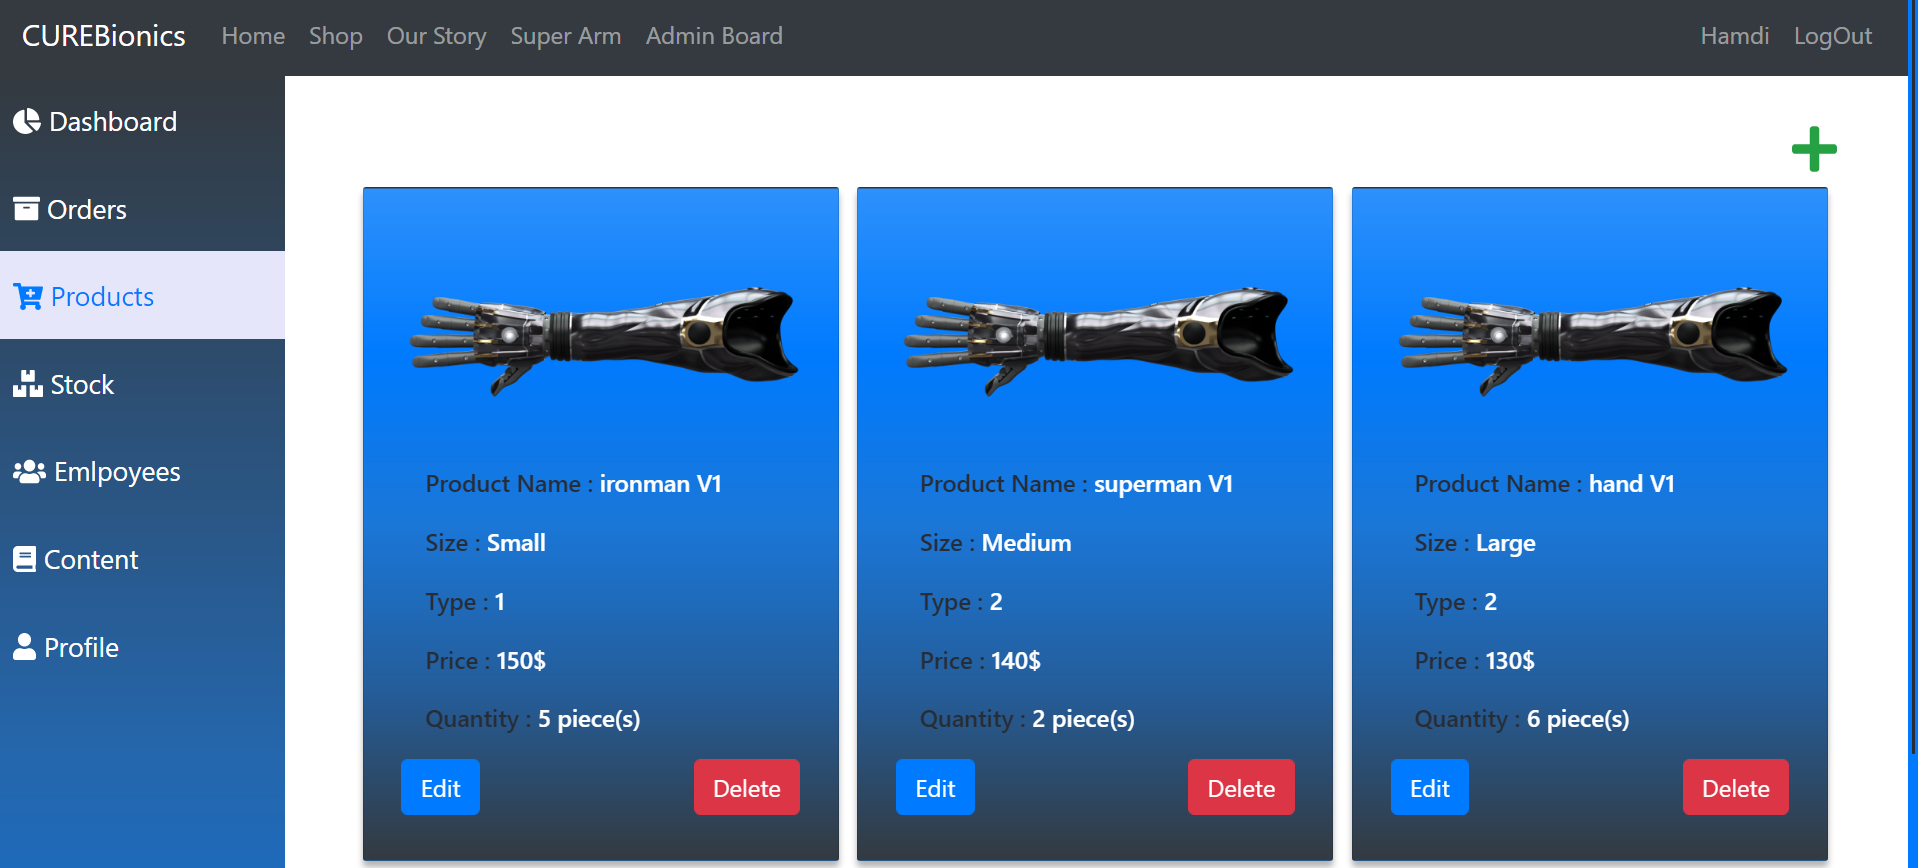 CUREBionics Home Shop Our Story Super Arm Admin Board Hamdi LogOut
Dashboard
Orders
Products
Stock
Emlpoyees
Content
Profile
Product Name : ironman V1
Size : Small
Type : 1
Price : 150$
Quantity : 5 piece(s)
Edit Delete
Product Name : superman V1
Size : Medium
Type : 2
Price : 140$
Quantity : 2 piece(s)
Edit Delete
Product Name : hand V1
Size : Large
Type : 2
Price : 130$
Quantity : 6 piece(s)
Edit Delete